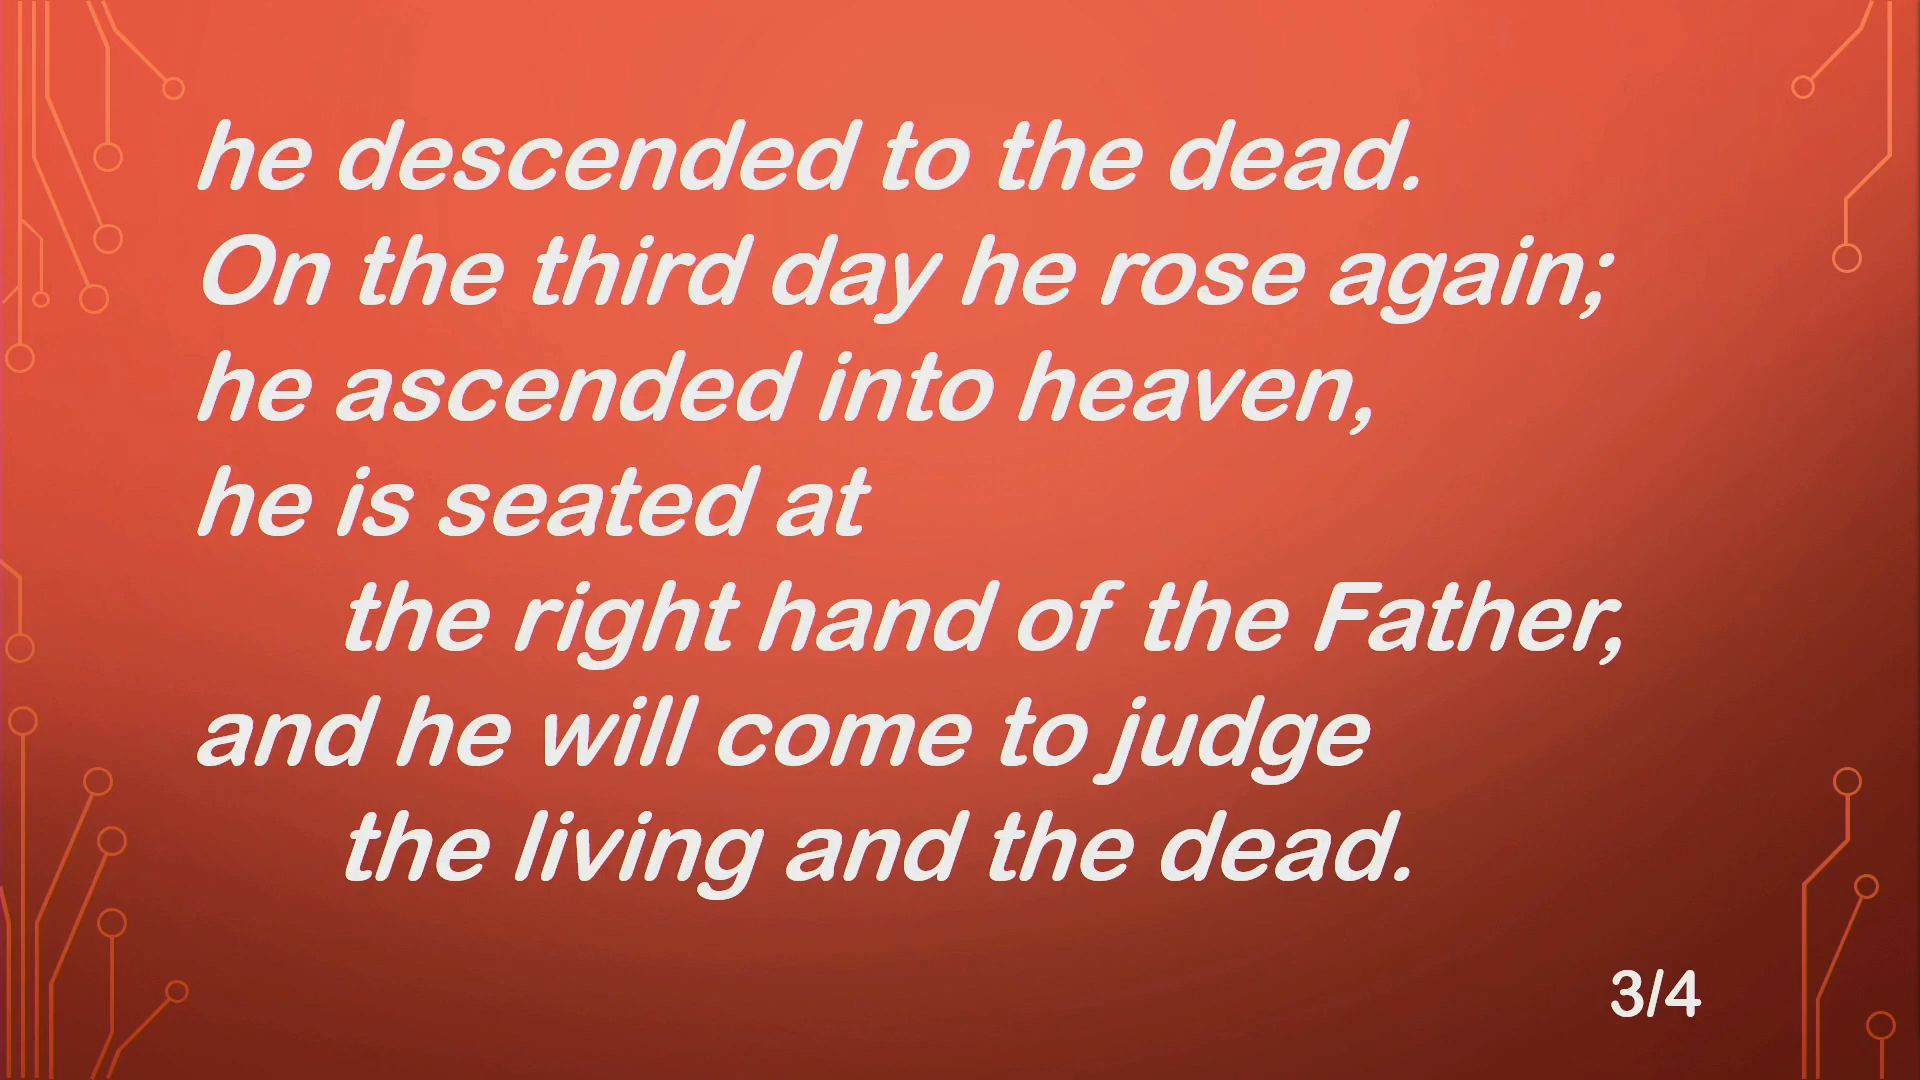 he descended to the dead.
On the third day he rose again;
he ascended into heaven,
he is seated at
the right hand of the Father,
and he will come to judge
the living and the dead.
3/4